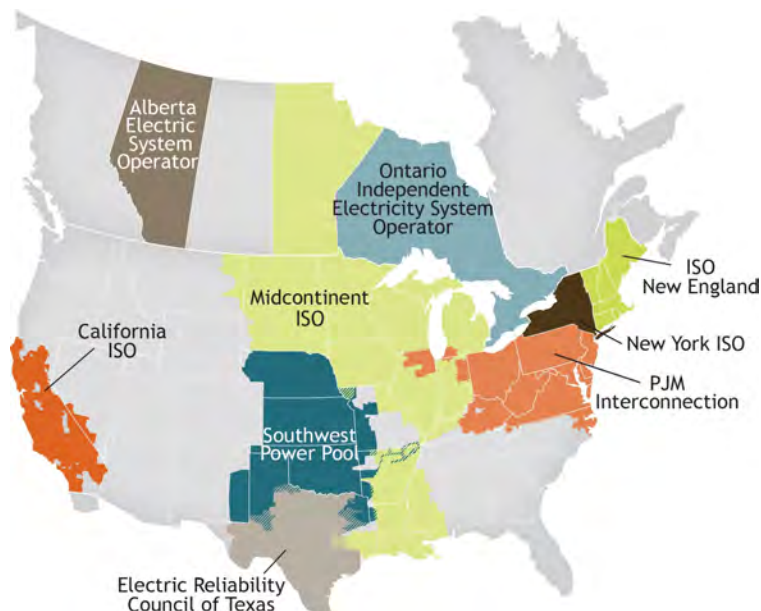 Alberta
Electric
System
Operator
Ontario
Independent
Electricity System
Operator
ISO
New England
Midcontinent
ISO
California
ISO
New York ISO
PJM
Interconnection
Southwest
Power Pool
Electric Reliability
Council of Texas